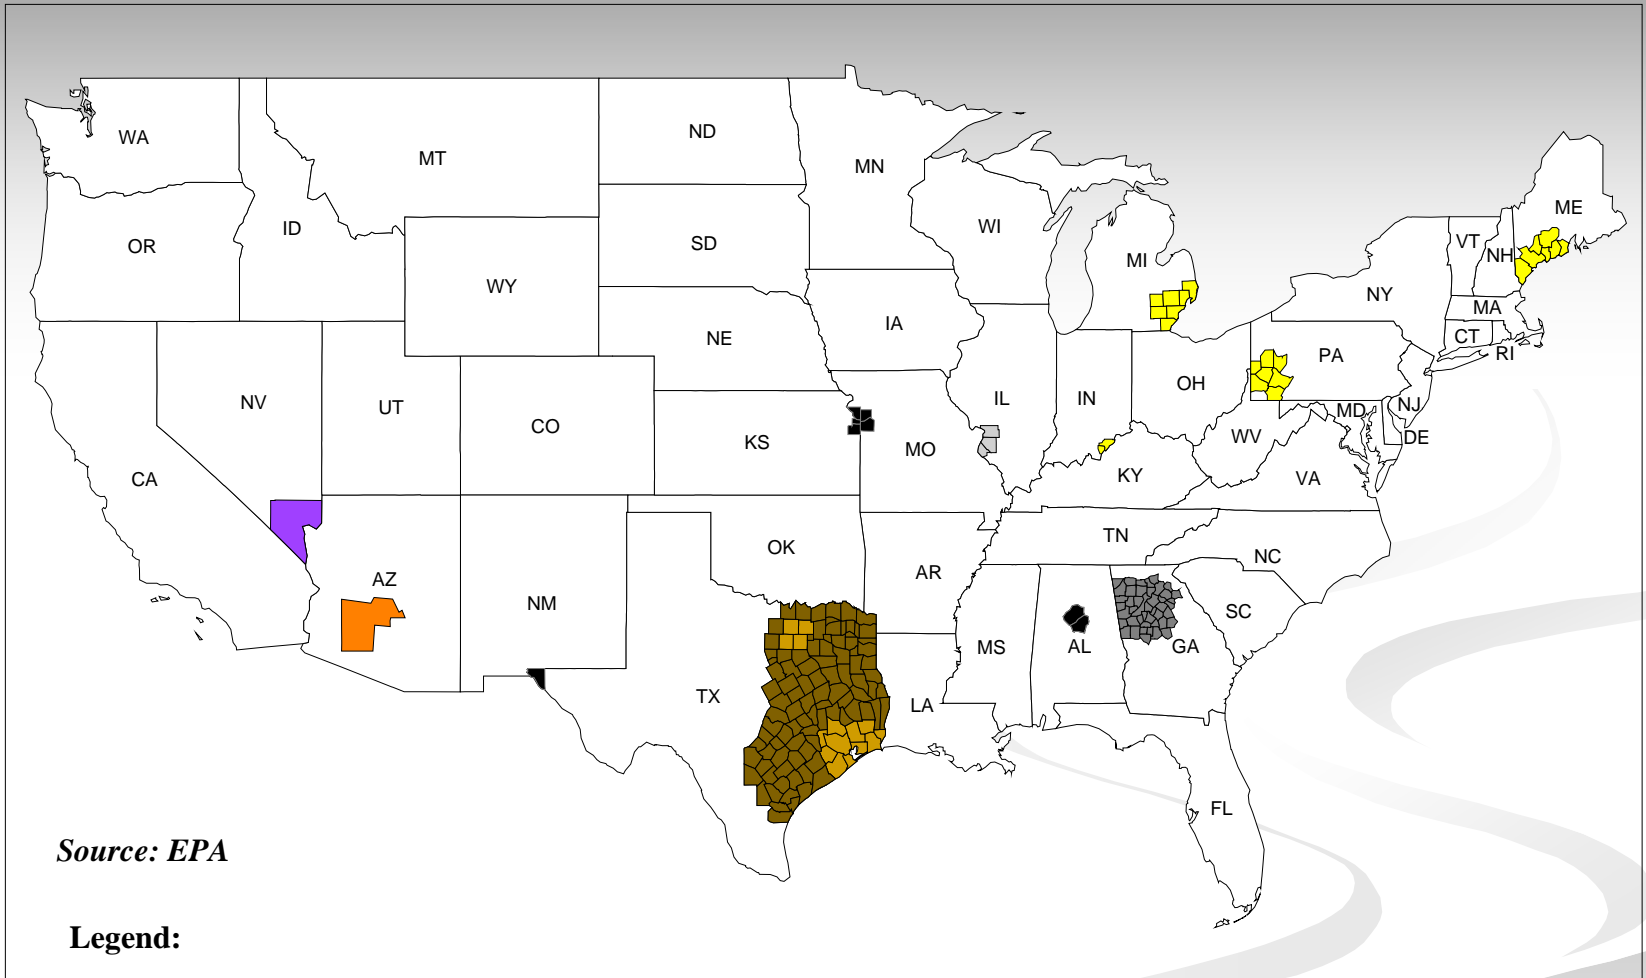 WA
MT
ND
MN
OR
ID
SD
WI
ME
WY
MI
VT
NH
NY
MA
IA
NE
CT
RI
PA
NV
UT
CO
KS
MO
IL
IN
OH
NJ
MD
DE
WV
CA
KY
VA
OK
TN
NC
AZ
NM
AR
SC
MS
AL
GA
TX
LA
FL
Source: EPA
Legend: